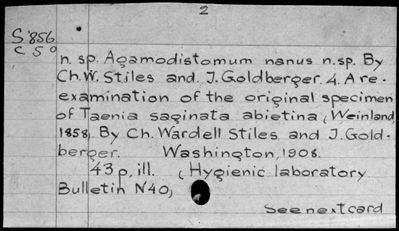 2
S'856
C 5°
n. sp. Agamodistomum nanus n.sp. By
Ch.W. Stiles and J. Goldberger. 4. A re-
examination of the original specimen
of Taenia saginata abietina (Weinland,
1858). By Ch. Wardell Stiles and J. Gold-
berger. Washington, 1908.
43 p, ill. (Hygienic laboratory
Bulletin N40)
See next card